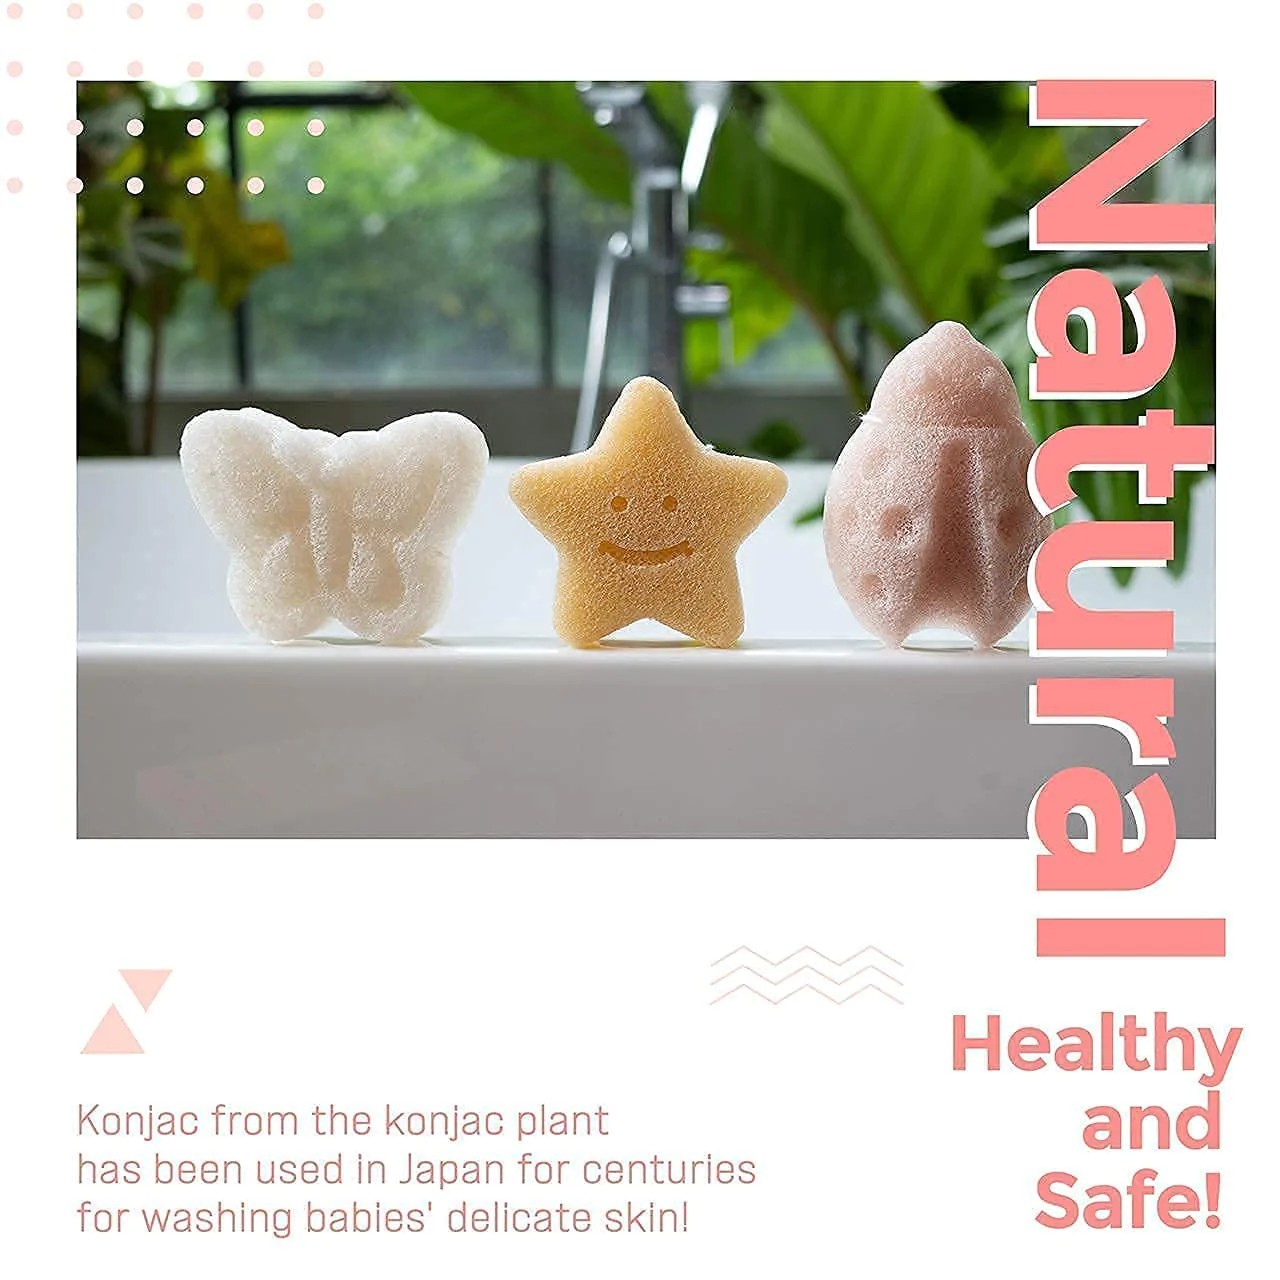 Natural
Healthy
and
Safe!
Konjac from the konjac plant
has been used in Japan for centuries
for washing babies' delicate skin!